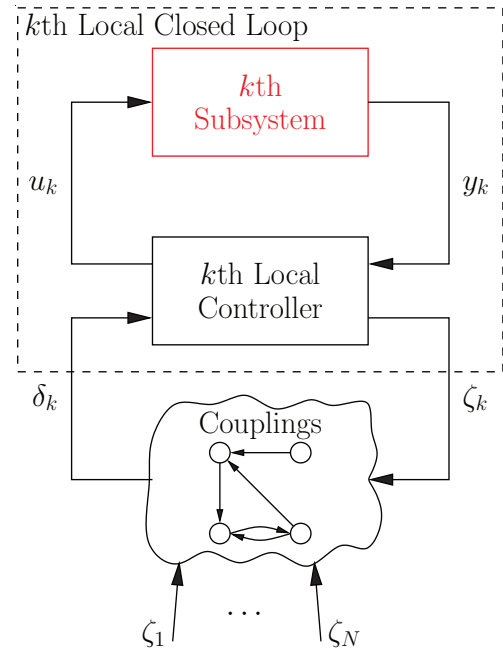 kth Local Closed Loop
kth
Subsystem
u_k
y_k
kth Local
Controller
δ_k
ζ_k
Couplings
...
ζ_1
ζ_N